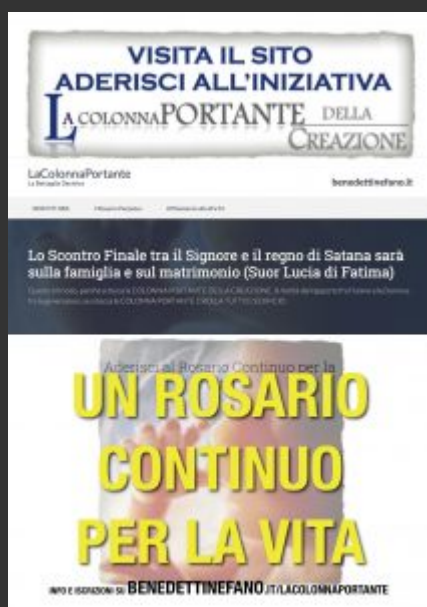 VISITA IL SITO
ADERISCI ALL'INIZIATIVA
LA COLONNA PORTANTE DELLA
CREAZIONE
LaColonnaPortante
benedettinefano.it
Lo Scontro Finale tra il Signore e il regno di Satana sarà
sulla famiglia e sul matrimonio (Suor Lucia di Fatima)
Aderisci al Rosario Continuo per la
UN ROSARIO
CONTINUO
PER LA VITA
INFO E ISCRIZIONI SU BENEDETTINEFANO.IT/LACOLONNAPORTANTE